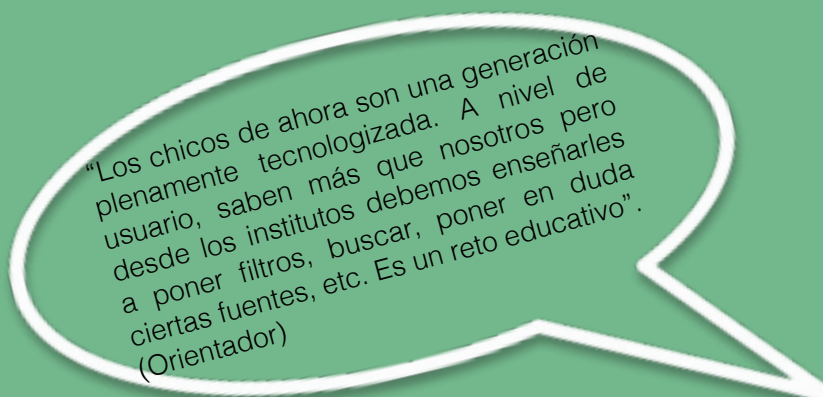 “Los chicos de ahora son una generación
plenamente tecnologizada. A nivel de
usuario, saben más que nosotros pero
desde los institutos debemos enseñarles
a poner filtros, buscar, poner en duda
ciertas fuentes, etc. Es un reto educativo”.
(Orientador)